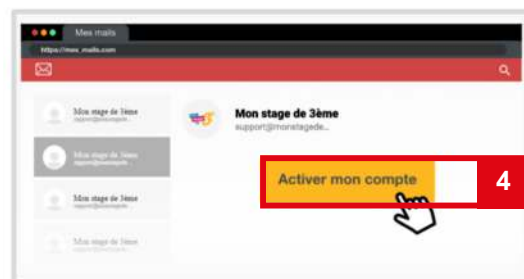 Mes mails
https://mes_mails.com
Mon stage de 3ème
Mon stage de 3ème
support@monstagede...
Mon stage de 3ème
Activer mon compte
4
Mon stage de 3ème
Mon stage de 3ème